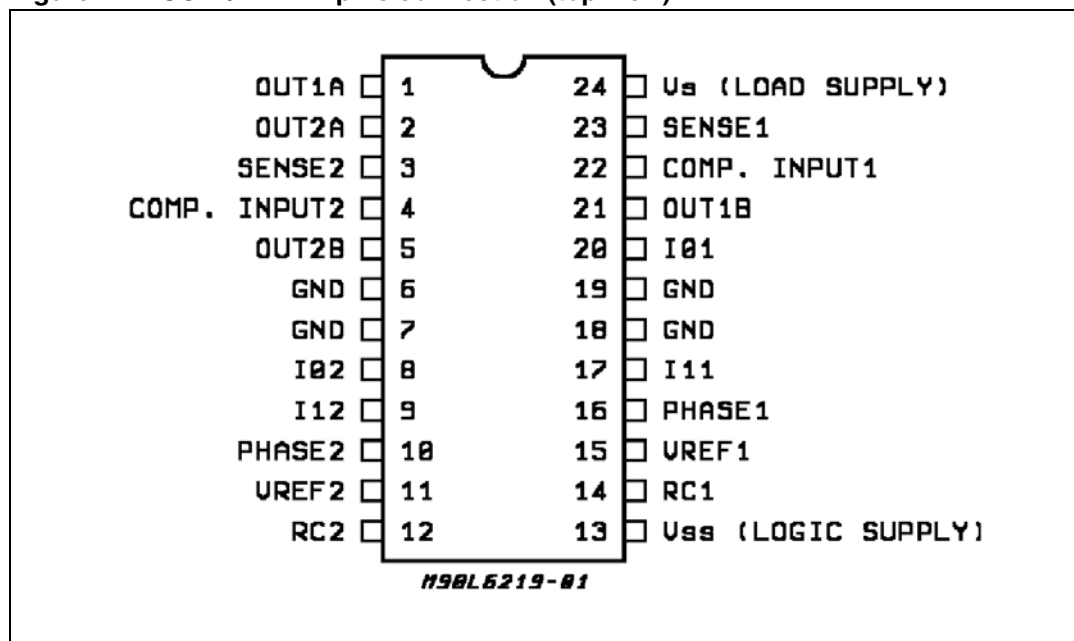 OUT1A 1 24 Vs (LOAD SUPPLY)
OUT2A 2 23 SENSE1
SENSE2 3 22 COMP. INPUT1
COMP. INPUT2 4 21 OUT1B
OUT2B 5 20 I01
GND 6 19 GND
GND 7 18 GND
I02 8 17 I11
I12 9 16 PHASE1
PHASE2 10 15 VREF1
VREF2 11 14 RC1
RC2 12 13 Vss (LOGIC SUPPLY)
M90L6219-01